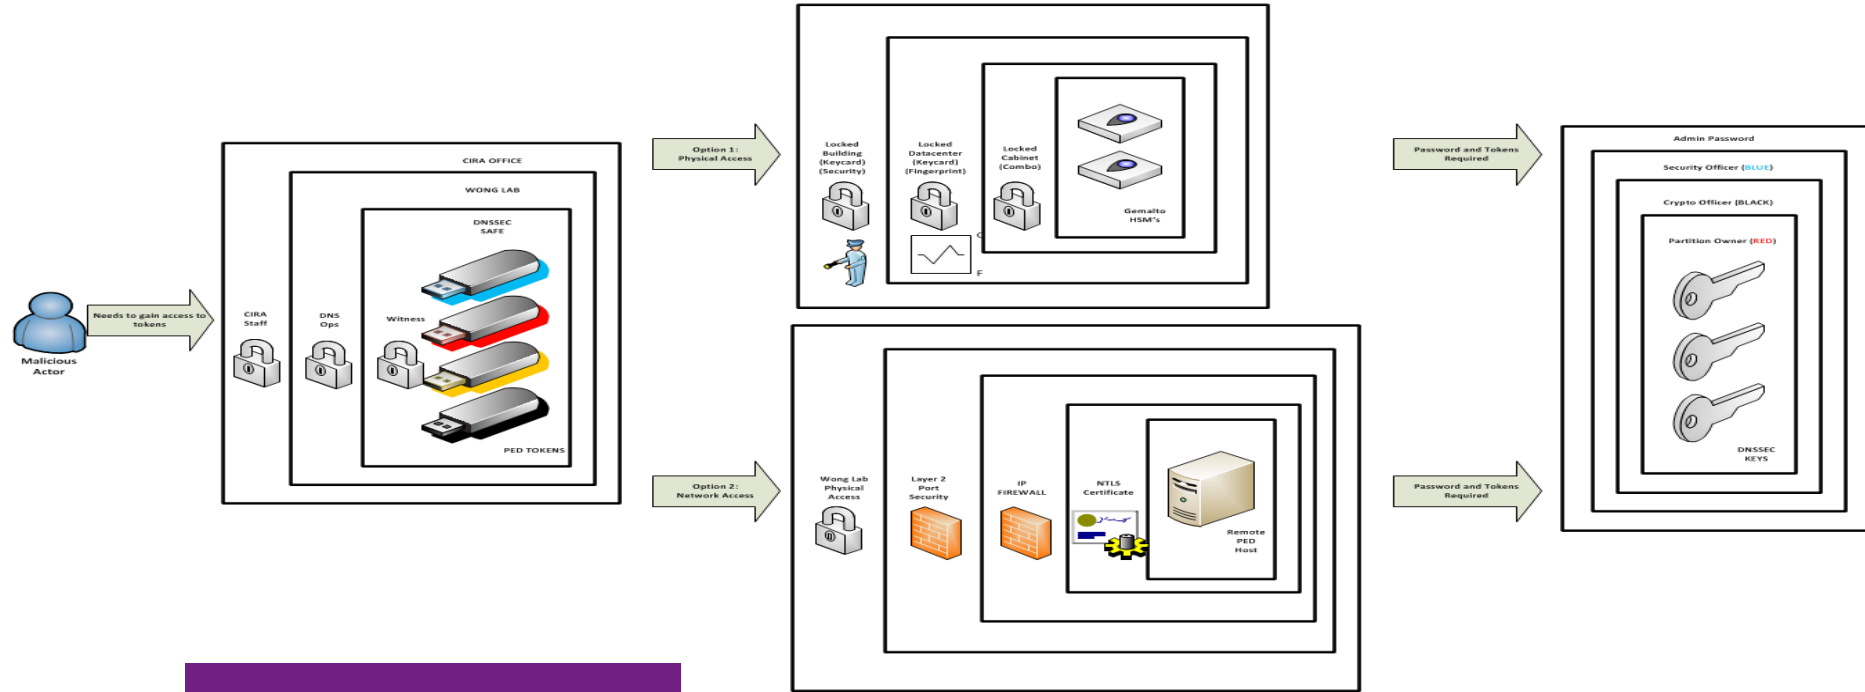 Malicious
Actor
Needs to gain access to
tokens
CIRA OFFICE
WONG LAB
DNSSEC
SAFE
CIRA
Staff
DNS
Ops
Witness
PED TOKENS
Option 1:
Physical Access
Locked
Building
(Keycard)
(Security)
Locked
Datacenter
(Keycard)
(Fingerprint)
Locked
Cabinet
(Combo)
Gemalto
HSM's
F
Option 2:
Network Access
Wong Lab
Physical
Access
Layer 2
Port
Security
IP
FIREWALL
NTLS
Certificate
Remote
PED
Host
Password and Tokens
Required
Password and Tokens
Required
Admin Password
Security Officer (BLUE)
Crypto Officer (BLACK)
Partition Owner (RED)
DNSSEC
KEYS